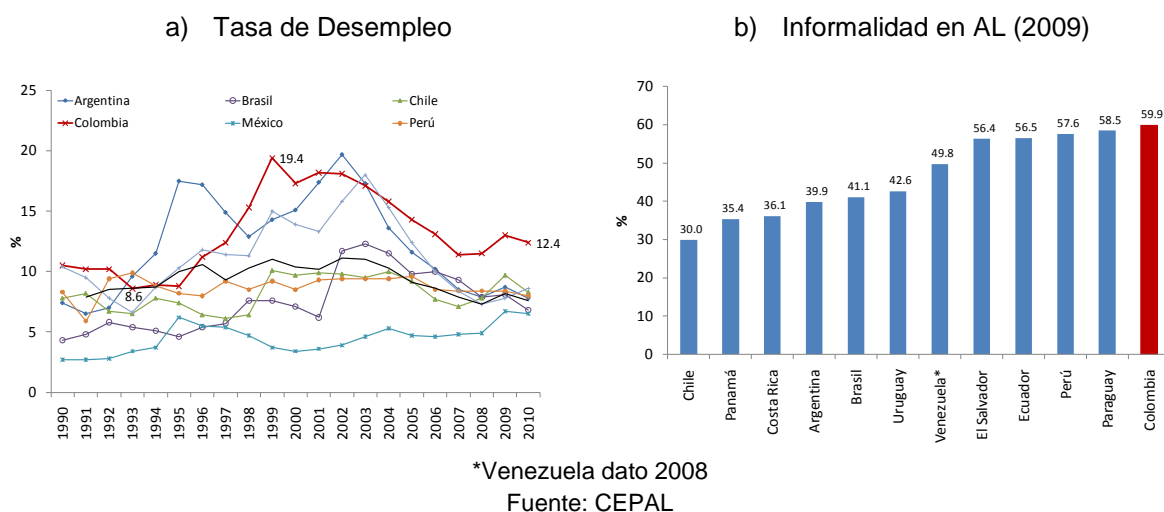 a) Tasa de Desempleo
25
20
15
10
5
0
%
Argentina
Brasil
Chile
Colombia
México
Perú
19.4
8.6
12.4
1990
1991
1992
1993
1994
1995
1996
1997
1998
1999
2000
2001
2002
2003
2004
2005
2006
2007
2008
2009
2010
b) Informalidad en AL (2009)
70
60
50
40
30
20
10
0
%
30.0
35.4
36.1
39.9
41.1
42.6
49.8
56.4
56.5
57.6
58.5
59.9
Chile
Panamá
Costa Rica
Argentina
Brasil
Uruguay
Venezuela*
El Salvador
Ecuador
Perú
Paraguay
Colombia
*Venezuela dato 2008
Fuente: CEPAL